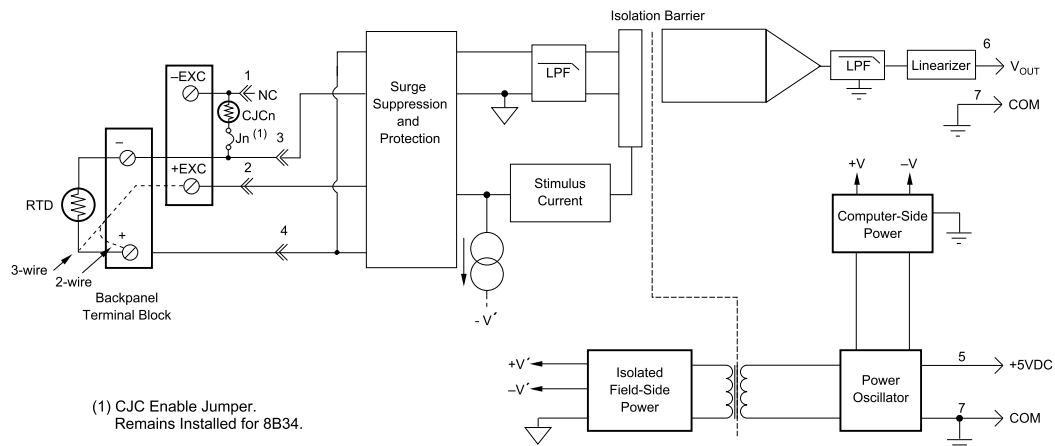 Isolation Barrier
–EXC
1
NC
CJCn
Jn (1)
3
+EXC
2
–
RTD
+
4
3-wire
2-wire
Backpanel
Terminal Block
Surge
Suppression
and
Protection
LPF
Stimulus
Current
- V´
LPF
Linearizer
6
VOUT
7
COM
+V
–V
Computer-Side
Power
+V´
–V´
Isolated
Field-Side
Power
Power
Oscillator
5
+5VDC
7
COM
(1) CJC Enable Jumper.
Remains Installed for 8B34.